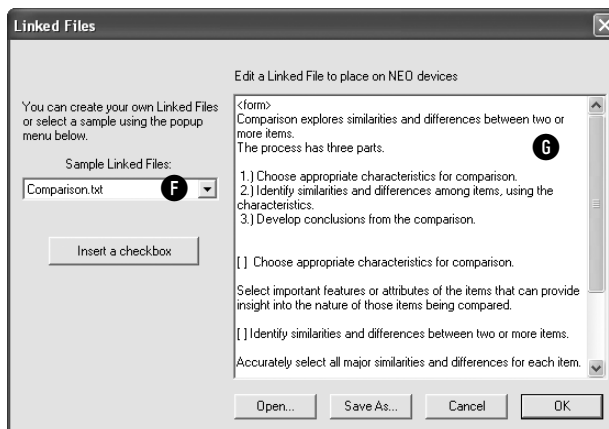 Linked Files
Edit a Linked File to place on NEO devices
You can create your own Linked Files
or select a sample using the popup
menu below.
Sample Linked Files:
Comparison.txt
F
Insert a checkbox
<form>
Comparison explores similarities and differences between two or
more items.
The process has three parts.
G
1.) Choose appropriate characteristics for comparison.
2.) Identify similarities and differences among items, using the
characteristics.
3.) Develop conclusions from the comparison.
[ ] Choose appropriate characteristics for comparison.
Select important features or attributes of the items that can provide
insight into the nature of those items being compared.
[ ] Identify similarities and differences between two or more items.
Accurately select all major similarities and differences for each item.
Open...
Save As...
Cancel
OK